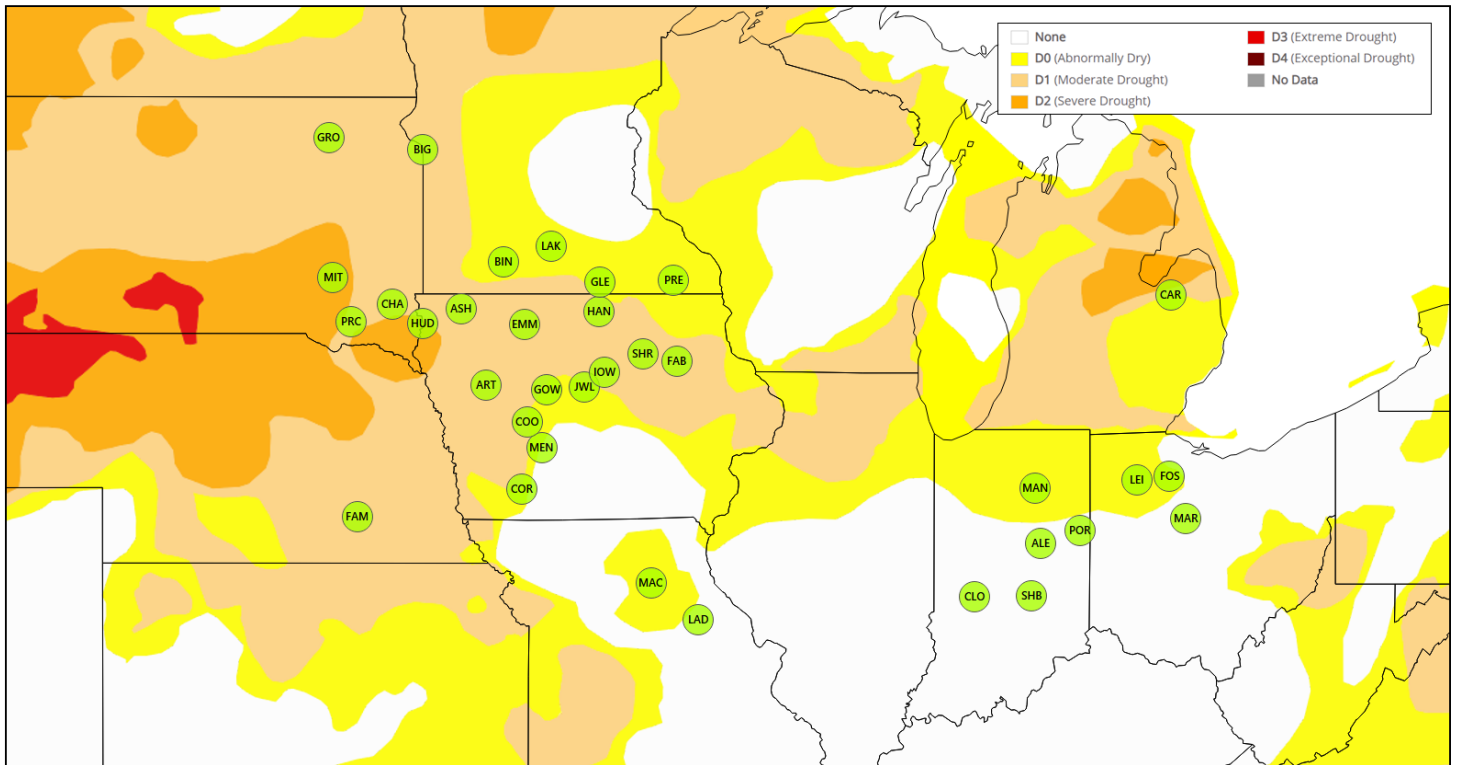 None
D0 (Abnormally Dry)
D1 (Moderate Drought)
D2 (Severe Drought)
D3 (Extreme Drought)
D4 (Exceptional Drought)
No Data
GRO
BIG
LAK
BIN
MIT
GLE
PRE
CAR
CHA
ASH
HAN
PRC
HUD
EMM
SHR
FAB
IOW
ART
JWL
GOW
COO
MEN
FOS
LEI
MAN
COR
FAM
MAR
POR
ALE
MAC
CLO
SHB
LAD